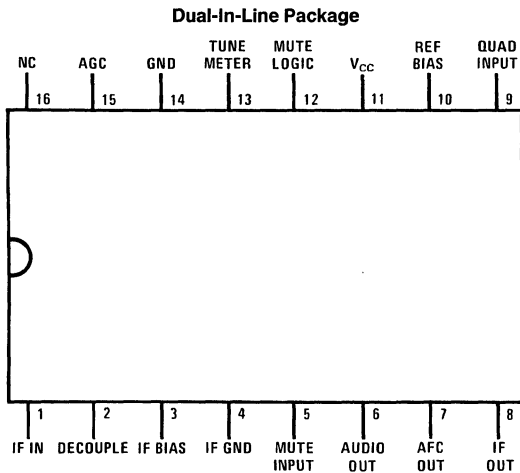 Dual-In-Line Package
NC AGC GND TUNE METER MUTE LOGIC VCC REF BIAS QUAD INPUT
16 15 14 13 12 11 10 9
1 2 3 4 5 6 7 8
IF IN DECOUPLE IF BIAS IF GND MUTE INPUT AUDIO OUT AFC OUT IF OUT